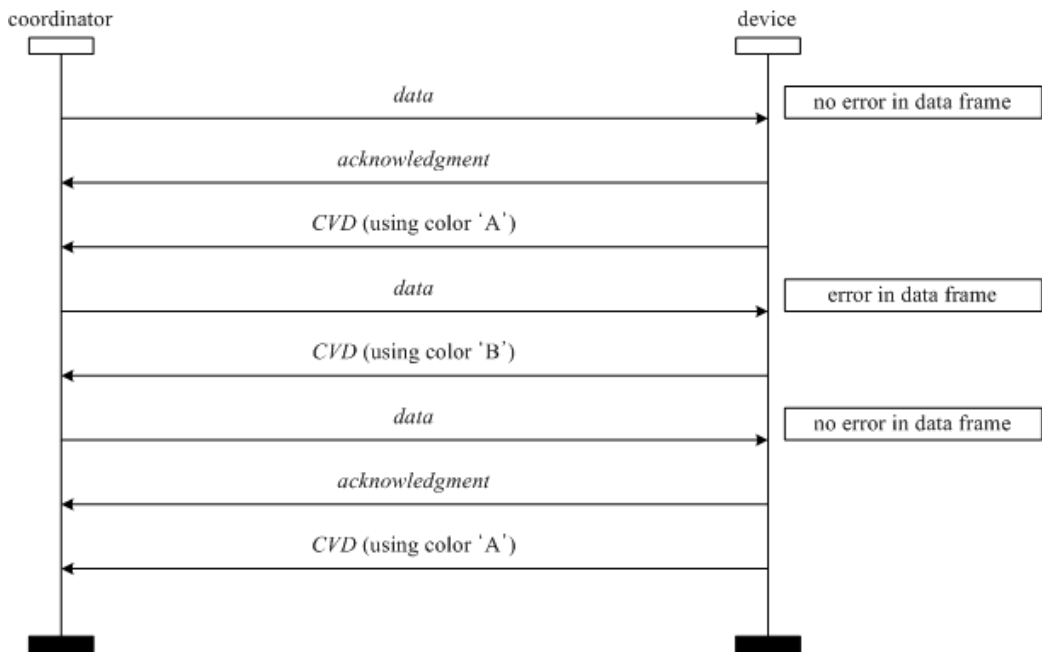 coordinator
device
data
no error in data frame
acknowledgment
CVD (using color ‘A’)
data
error in data frame
CVD (using color ‘B’)
data
no error in data frame
acknowledgment
CVD (using color ‘A’)